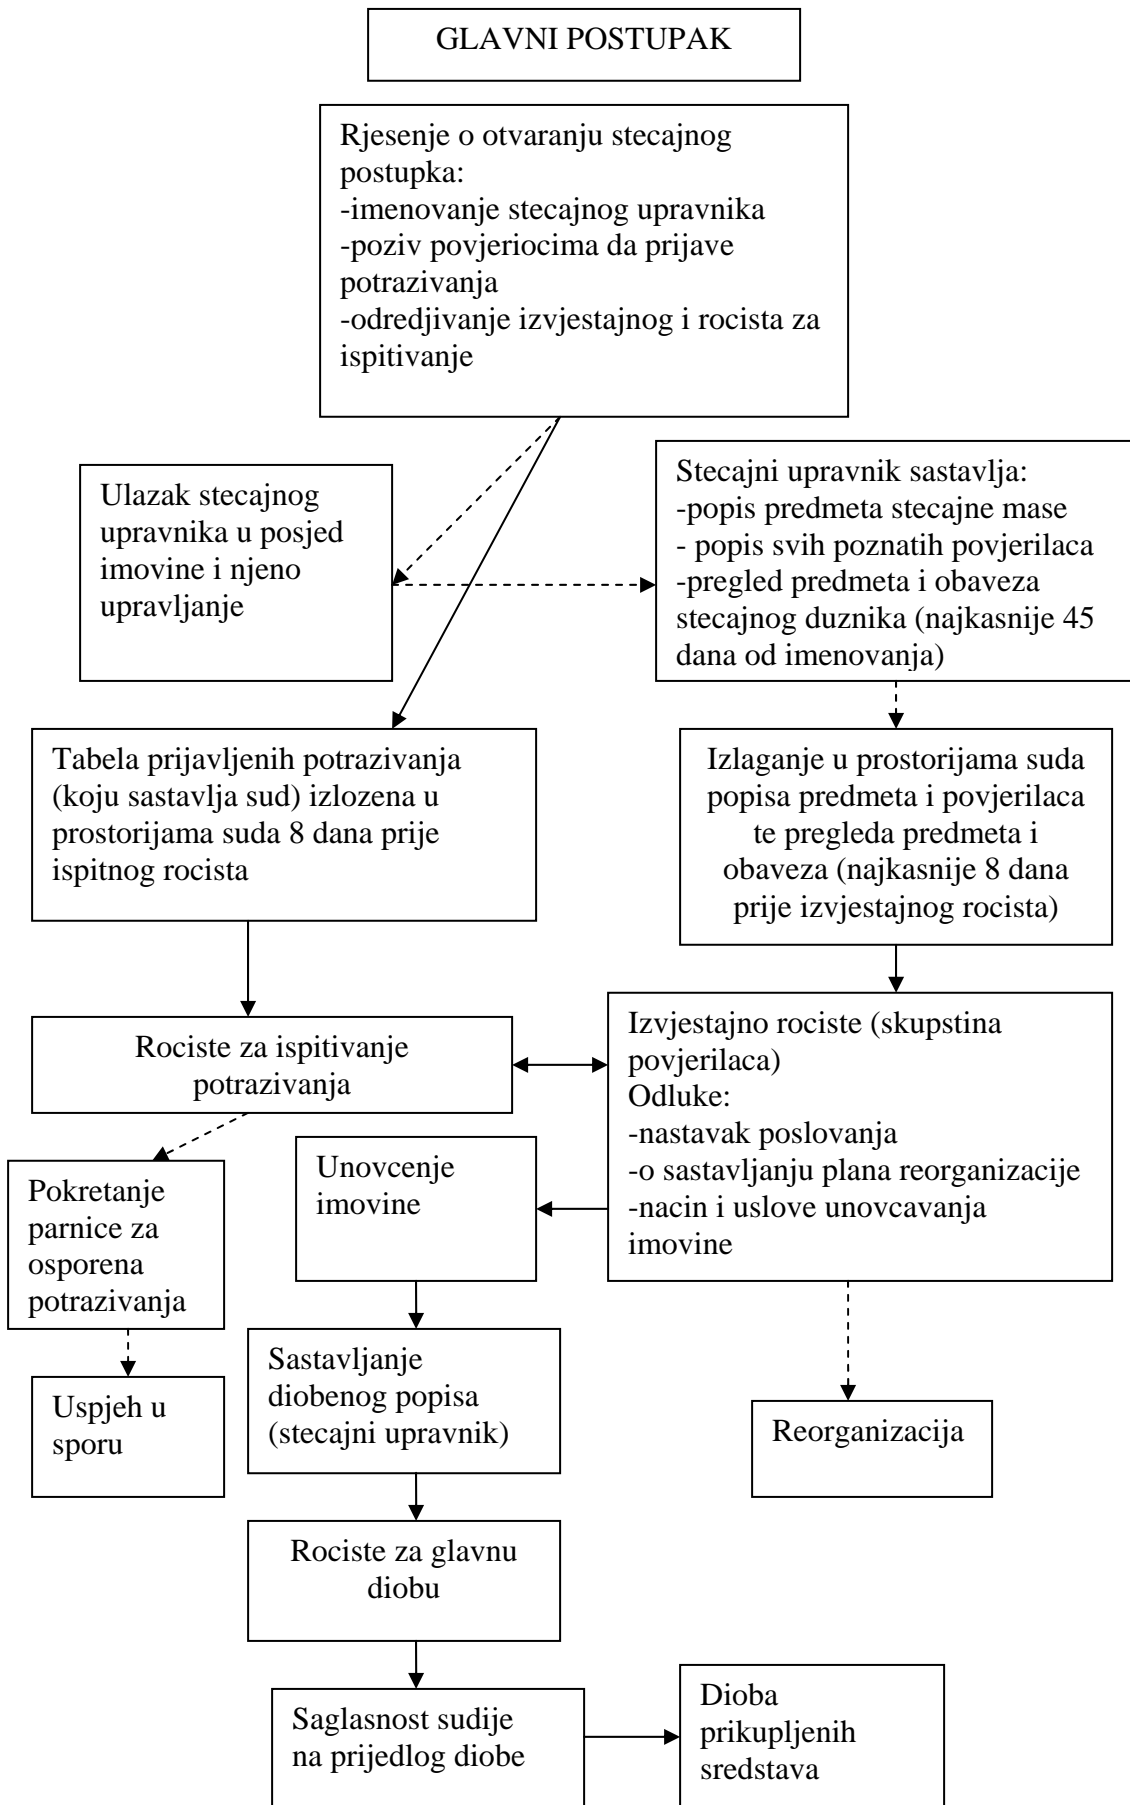 GLAVNI POSTUPAK
Rjesenje o otvaranju stecajnog
postupka:
-imenovanje stecajnog upravnika
-poziv povjeriocima da prijave
potrazivanja
-odredjivanje izvjestajnog i rocista za
ispitivanje
Ulazak stecajnog
upravnika u posjed
imovine i njeno
upravljanje
Stecajni upravnik sastavlja:
-popis predmeta stecajne mase
- popis svih poznatih povjerilaca
-pregled predmeta i obaveza
stecajnog duznika (najkasnije 45
dana od imenovanja)
Tabela prijavljenih potrazivanja
(koju sastavlja sud) izlozena u
prostorijama suda 8 dana prije
ispitnog rocista
Izlaganje u prostorijama suda
popisa predmeta i povjerilaca
te pregleda predmeta i
obaveza (najkasnije 8 dana
prije izvjestajnog rocista)
Rociste za ispitivanje
potrazivanja
Izvjestajno rociste (skupstina
povjerilaca)
Odluke:
-nastavak poslovanja
-o sastavljanju plana reorganizacije
-nacin i uslove unovcavanja
imovine
Pokretanje
parnice za
osporena
potrazivanja
Unovcenje
imovine
Uspjeh u
sporu
Sastavljanje
diobenog popisa
(stecajni upravnik)
Reorganizacija
Rociste za glavnu
diobu
Saglasnost sudije
na prijedlog diobe
Dioba
prikupljenih
sredstava